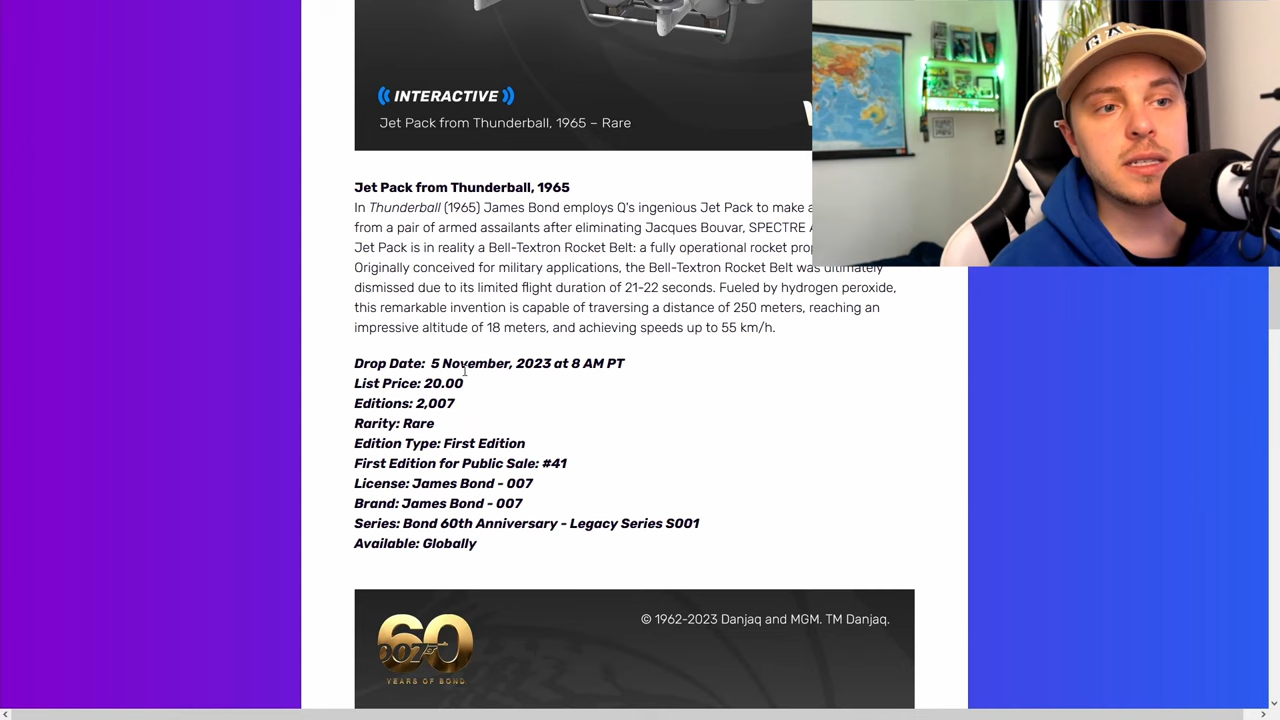 INTERACTIVE
Jet Pack from Thunderball, 1965 – Rare
GA
Jet Pack from Thunderball, 1965
In Thunderball (1965) James Bond employs Q's ingenious Jet Pack to make
from a pair of armed assailants after eliminating Jacques Bouvar, SPECTRE
Jet Pack is in reality a Bell-Textron Rocket Belt: a fully operational rocket
Originally conceived for military applications, the Bell-Textron Rocket Belt was ultimately
dismissed due to its limited flight duration of 21-22 seconds. Fueled by hydrogen peroxide,
this remarkable invention is capable of traversing a distance of 250 meters, reaching an
impressive altitude of 18 meters, and achieving speeds up to 55 km/h.
Drop Date: 5 November, 2023 at 8 AM PT
List Price: 20.00
Editions: 2,007
Rarity: Rare
Edition Type: First Edition
First Edition for Public Sale: #41
License: James Bond - 007
Brand: James Bond - 007
Series: Bond 60th Anniversary - Legacy Series S001
Available: Globally
© 1962-2023 Danjaq and MGM. TM Danjaq.
60
007
YEARS OF BOND